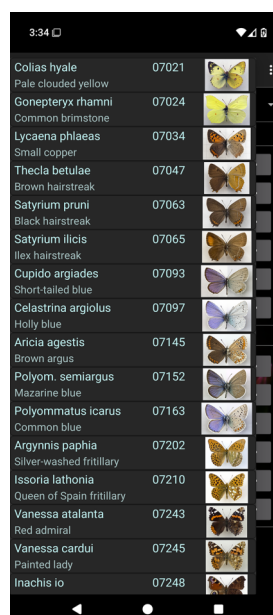 3:34
Colias hyale 07021
Pale clouded yellow
Gonepteryx rhamni 07024
Common brimstone
Lycaena phlaeas 07034
Small copper
Thecla betulae 07047
Brown hairstreak
Satyrium pruni 07063
Black hairstreak
Satyrium ilicis 07065
Ilex hairstreak
Cupido argiades 07093
Short-tailed blue
Celastrina argiolus 07097
Holly blue
Aricia agestis 07145
Brown argus
Polyom. semiargus 07152
Mazarine blue
Polyommatus icarus 07163
Common blue
Argynnis paphia 07202
Silver-washed fritillary
Issoria lathonia 07210
Queen of Spain fritillary
Vanessa atalanta 07243
Red admiral
Vanessa cardui 07245
Painted lady
Inachis io 07248